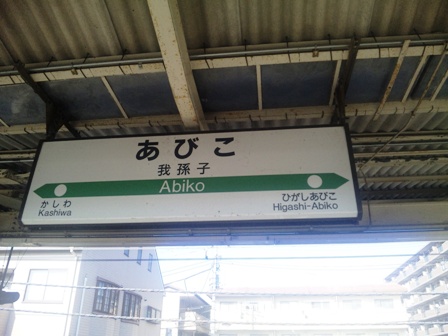 あびこ
我孫子
Abiko
かしわ
Kashiwa
ひがしあびこ
Higashi-Abiko